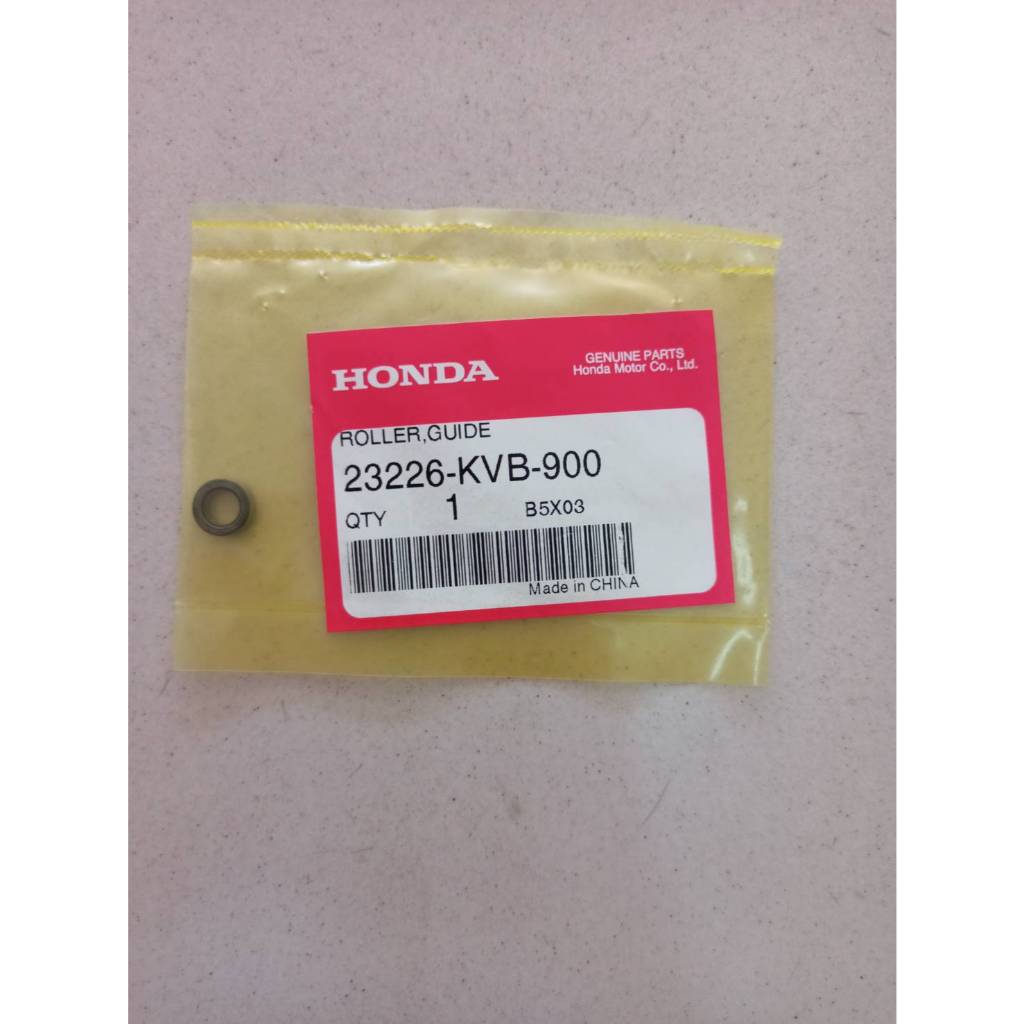 HONDA
GENUINE PARTS
Honda Motor Co., Ltd.
ROLLER,GUIDE
23226-KVB-900
QTY 1 B5X03
Made in CHINA